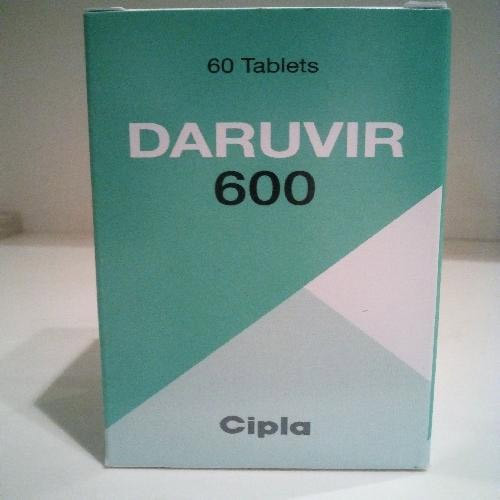 60 Tablets
DARUVIR
600
Cipla